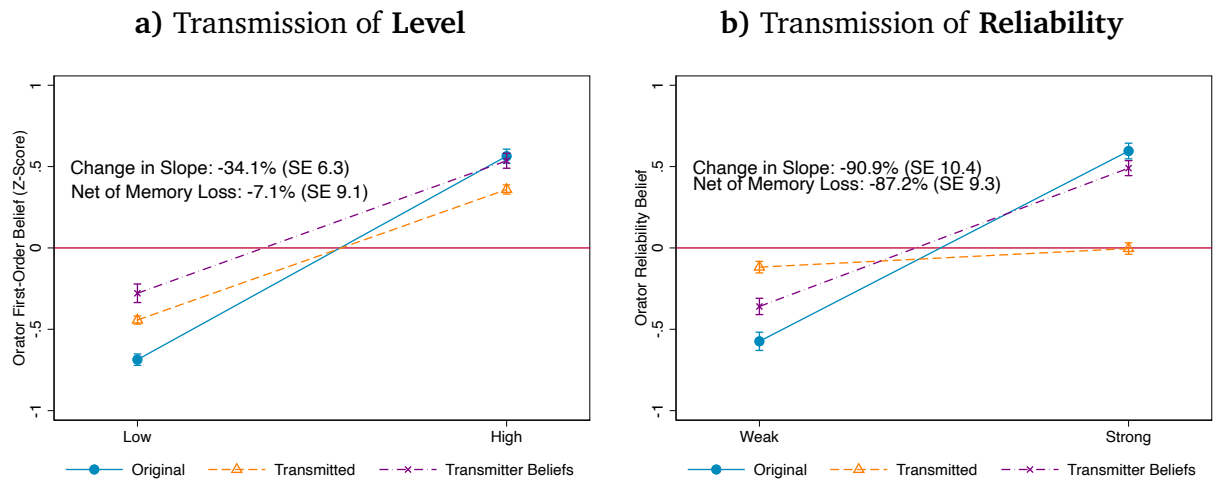 a) Transmission of Level
Orator First-Order Belief (Z-Score)
1
.5
0
-.5
-1
Change in Slope: -34.1% (SE 6.3)
Net of Memory Loss: -7.1% (SE 9.1)
Low
High
Original
Transmitted
Transmitter Beliefs
b) Transmission of Reliability
Orator Reliability Belief
1
.5
0
-.5
-1
Change in Slope: -90.9% (SE 10.4)
Net of Memory Loss: -87.2% (SE 9.3)
Weak
Strong
Original
Transmitted
Transmitter Beliefs